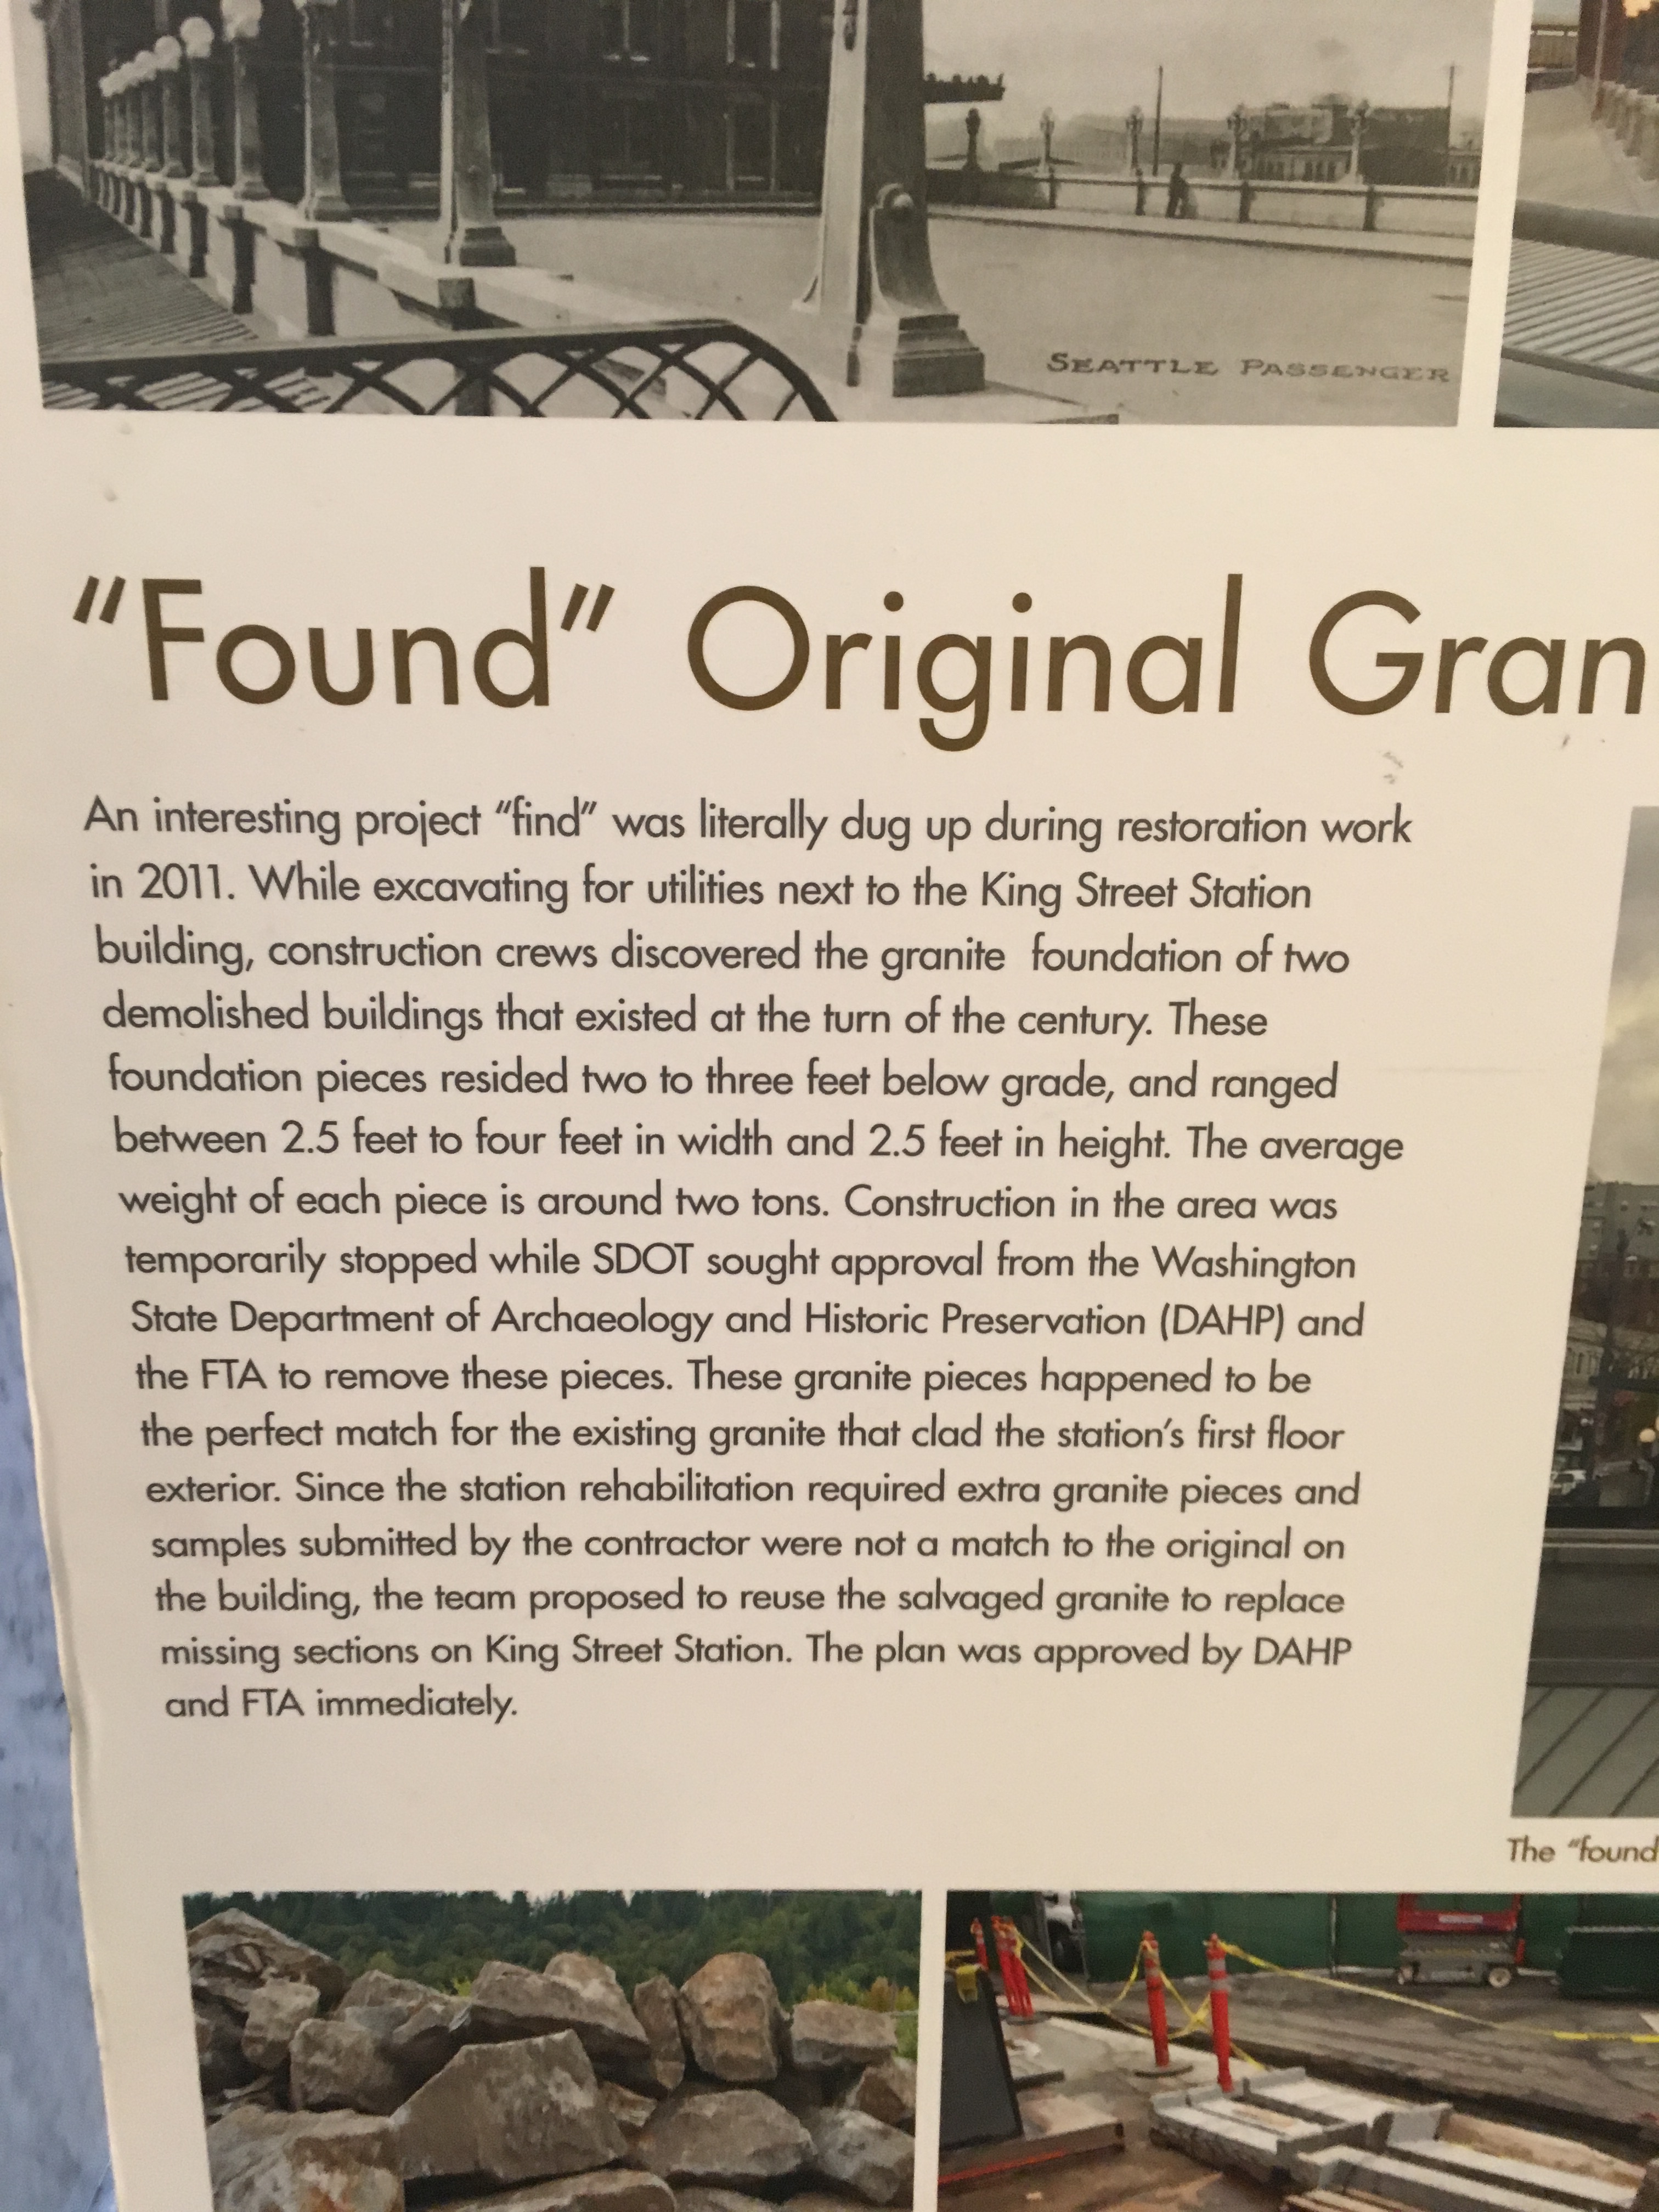 SEATTLE PASSENGER
"Found" Original Gran
An interesting project "find" was literally dug up during restoration work
in 2011. While excavating for utilities next to the King Street Station
building, construction crews discovered the granite foundation of two
demolished buildings that existed at the turn of the century. These
foundation pieces resided two to three feet below grade, and ranged
between 2.5 feet to four feet in width and 2.5 feet in height. The average
weight of each piece is around two tons. Construction in the area was
temporarily stopped while SDOT sought approval from the Washington
State Department of Archaeology and Historic Preservation (DAHP) and
the FTA to remove these pieces. These granite pieces happened to be
the perfect match for the existing granite that clad the station's first floor
exterior. Since the station rehabilitation required extra granite pieces and
samples submitted by the contractor were not a match to the original on
the building, the team proposed to reuse the salvaged granite to replace
missing sections on King Street Station. The plan was approved by DAHP
and FTA immediately.
The "found